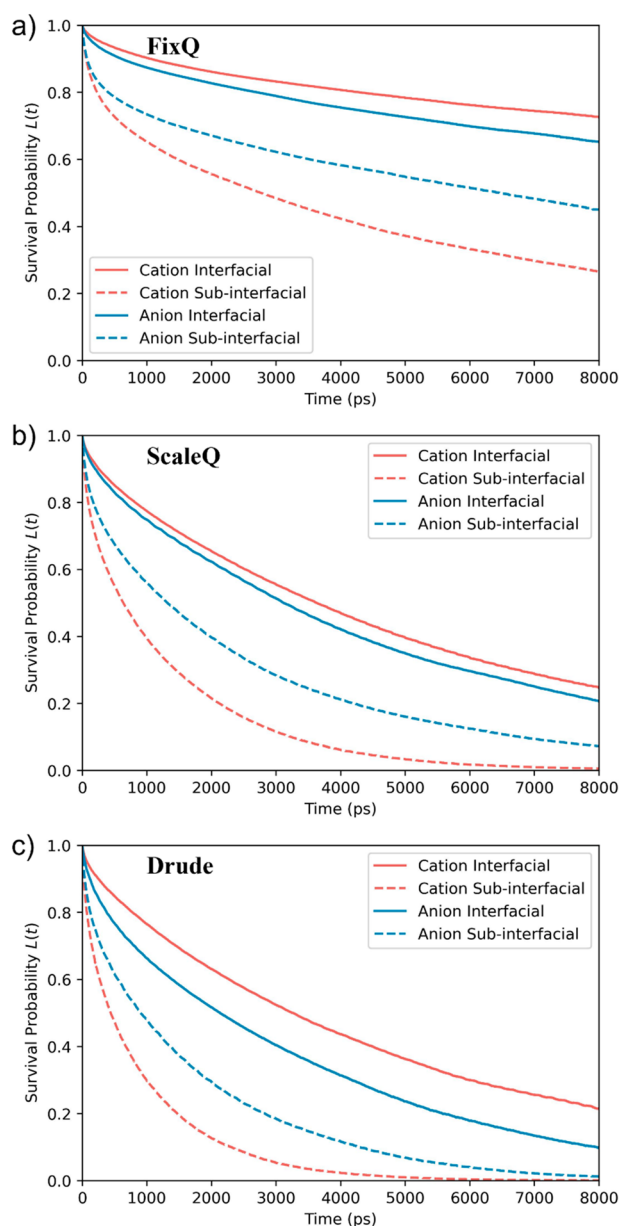 a)
FixQ
Survival Probability L(t)
1.0
0.8
0.6
0.4
0.2
0.0
Cation Interfacial
Cation Sub-interfacial
Anion Interfacial
Anion Sub-interfacial
0 1000 2000 3000 4000 5000 6000 7000 8000
Time (ps)
b)
ScaleQ
Survival Probability L(t)
1.0
0.8
0.6
0.4
0.2
0.0
Cation Interfacial
Cation Sub-interfacial
Anion Interfacial
Anion Sub-interfacial
0 1000 2000 3000 4000 5000 6000 7000 8000
Time (ps)
c)
Drude
Survival Probability L(t)
1.0
0.8
0.6
0.4
0.2
0.0
Cation Interfacial
Cation Sub-interfacial
Anion Interfacial
Anion Sub-interfacial
0 1000 2000 3000 4000 5000 6000 7000 8000
Time (ps)